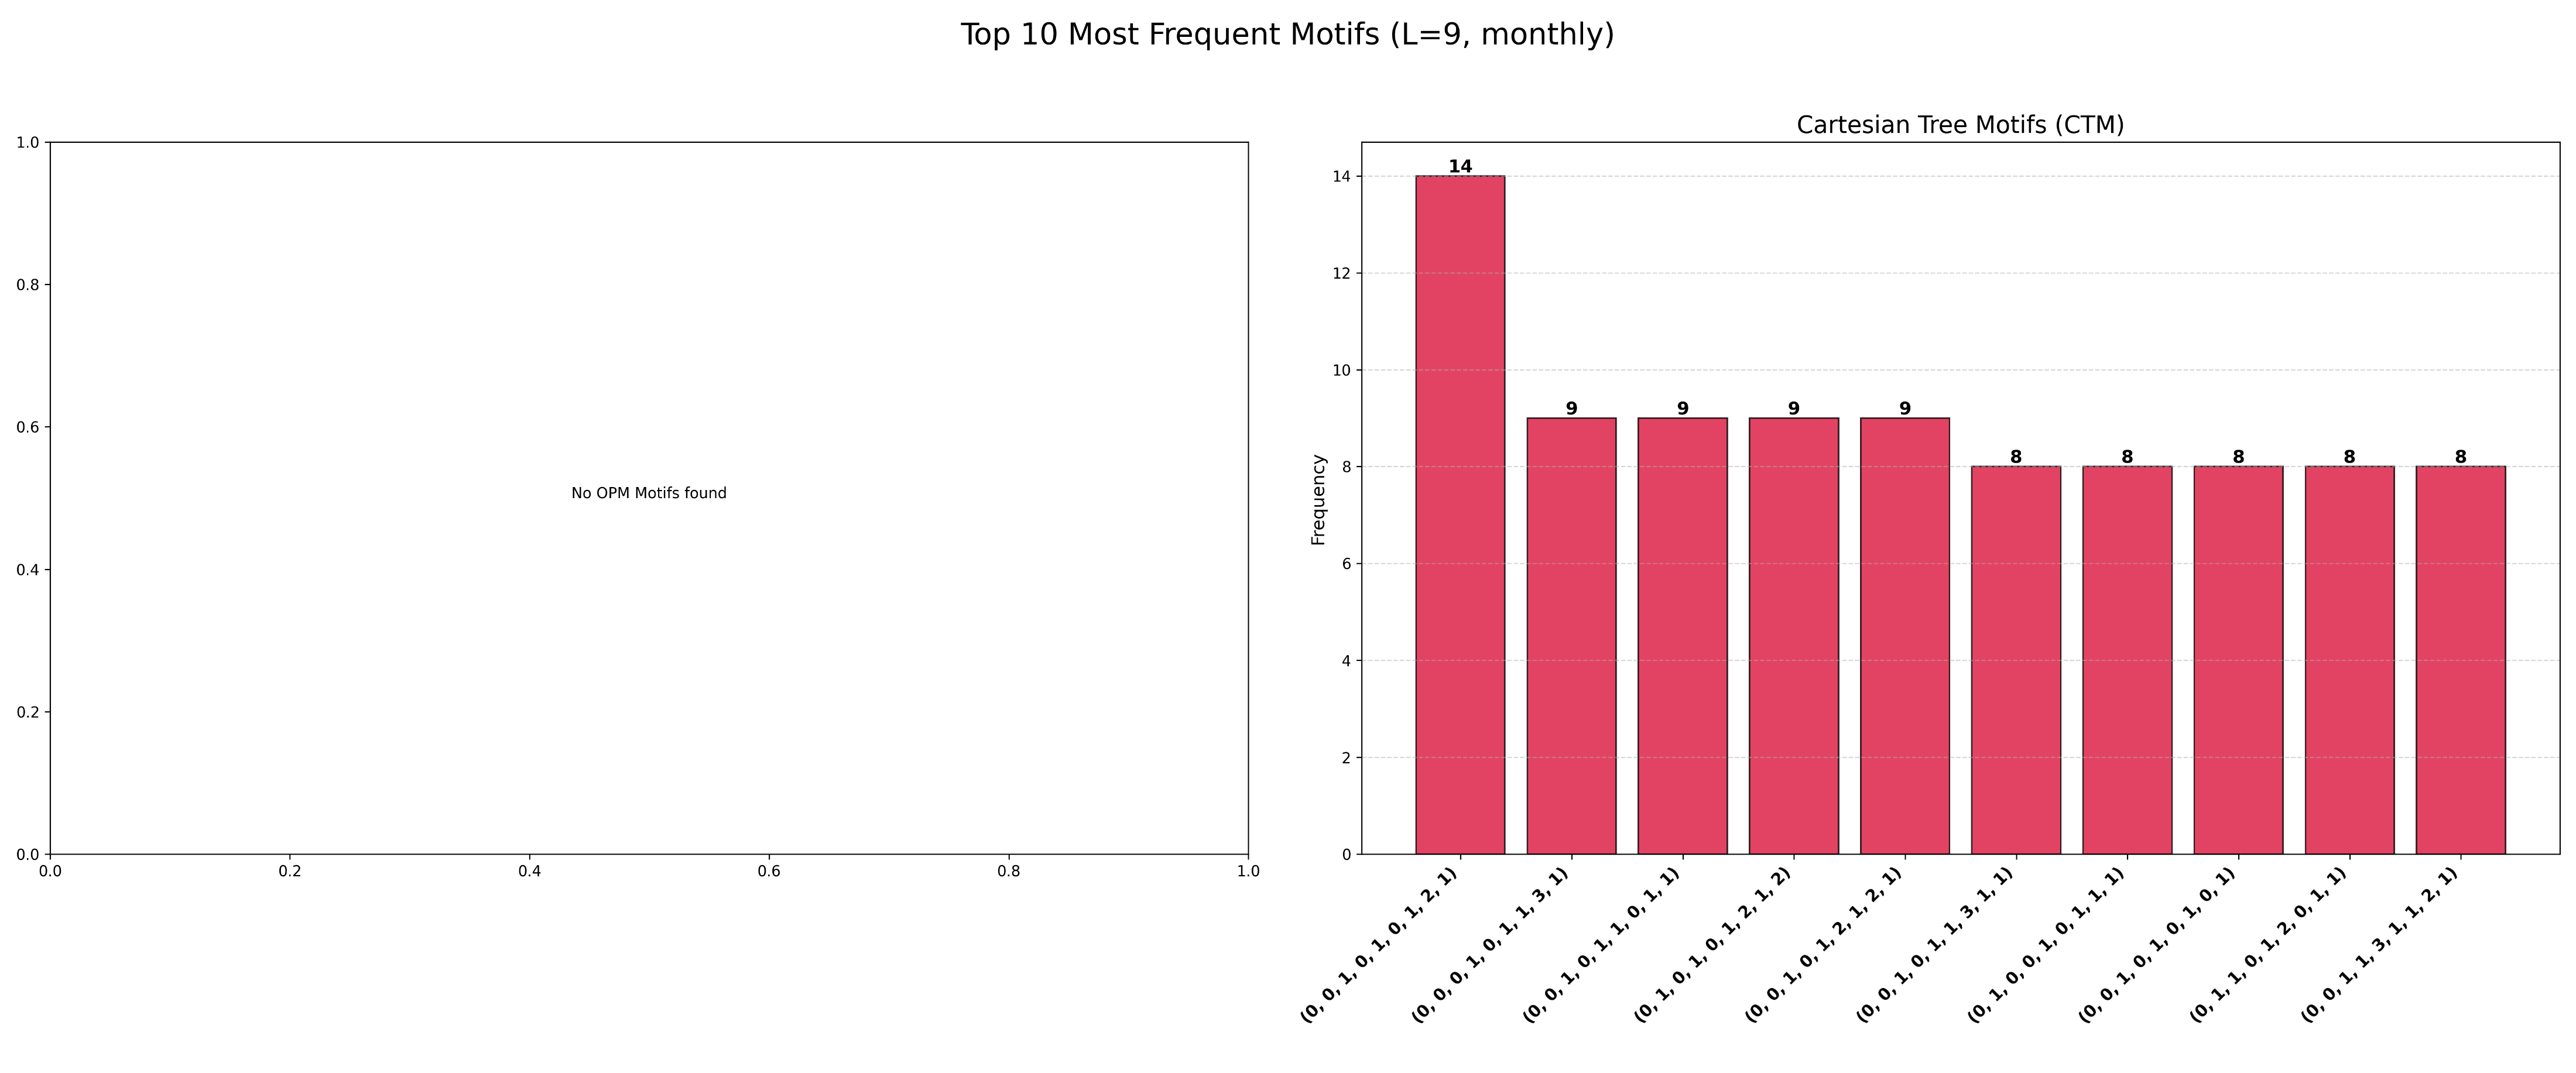 Top 10 Most Frequent Motifs (L=9, monthly)
1.0
0.8
0.6
0.4
0.2
0.0
No OPM Motifs found
0.0 0.2 0.4 0.6 0.8 1.0
Cartesian Tree Motifs (CTM)
Frequency
14
12
10
8
6
4
2
0
14 9 9 9 9 8 8 8 8 8
(0, 0, 1, 0, 1, 0, 1, 2, 1)
(0, 0, 0, 1, 0, 1, 1, 3, 1)
(0, 0, 1, 0, 1, 1, 0, 1, 1)
(0, 1, 0, 1, 0, 1, 2, 1, 2)
(0, 0, 1, 0, 1, 2, 1, 2, 1)
(0, 0, 1, 0, 1, 1, 3, 1, 1)
(0, 1, 0, 0, 1, 0, 1, 1, 1)
(0, 0, 1, 0, 1, 0, 1, 0, 1)
(0, 1, 1, 0, 1, 2, 0, 1, 1)
(0, 0, 1, 1, 3, 1, 1, 2, 1)